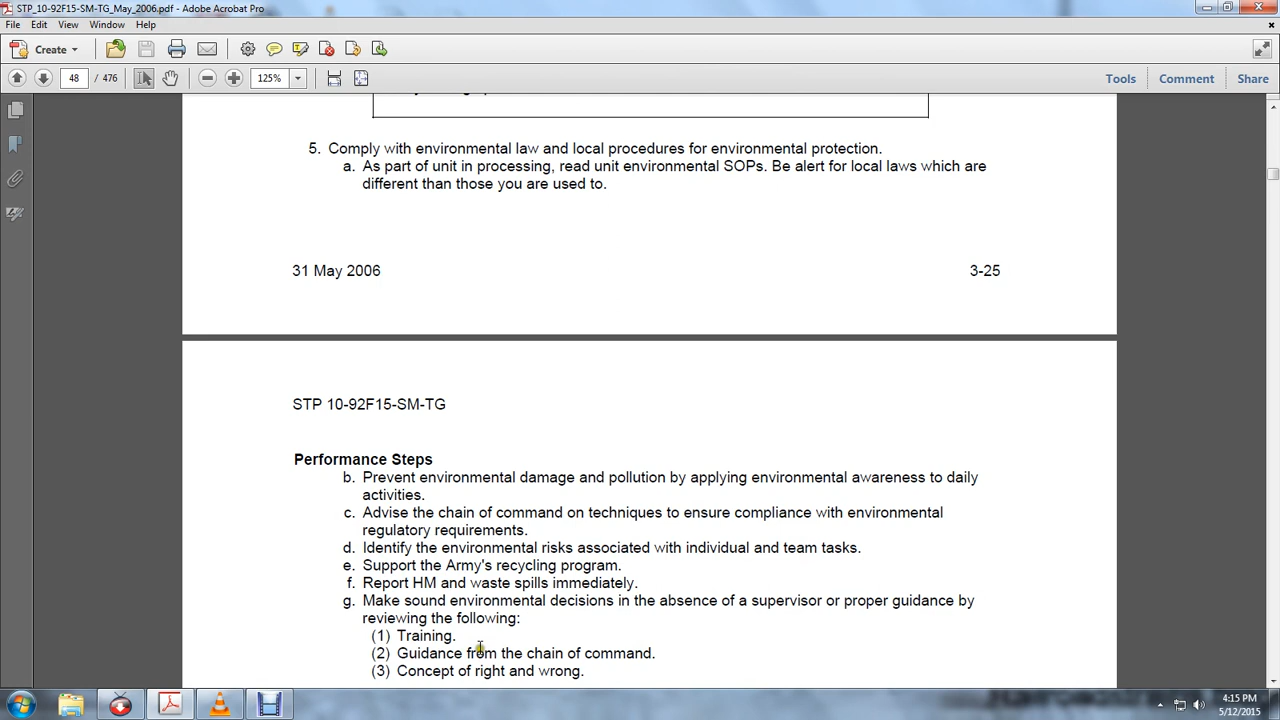 STP_10-92F15-SM-TG_May_2006.pdf - Adobe Acrobat Pro
File Edit View Window Help
Create
48 / 476 125% Tools Comment Share
5. Comply with environmental law and local procedures for environmental protection.
a. As part of unit in processing, read unit environmental SOPs. Be alert for local laws which are
different than those you are used to.
31 May 2006 3-25
STP 10-92F15-SM-TG
Performance Steps
b. Prevent environmental damage and pollution by applying environmental awareness to daily
activities.
c. Advise the chain of command on techniques to ensure compliance with environmental
regulatory requirements.
d. Identify the environmental risks associated with individual and team tasks.
e. Support the Army's recycling program.
f. Report HM and waste spills immediately.
g. Make sound environmental decisions in the absence of a supervisor or proper guidance by
reviewing the following:
(1) Training.
(2) Guidance from the chain of command.
(3) Concept of right and wrong.
4:15 PM
5/12/2015